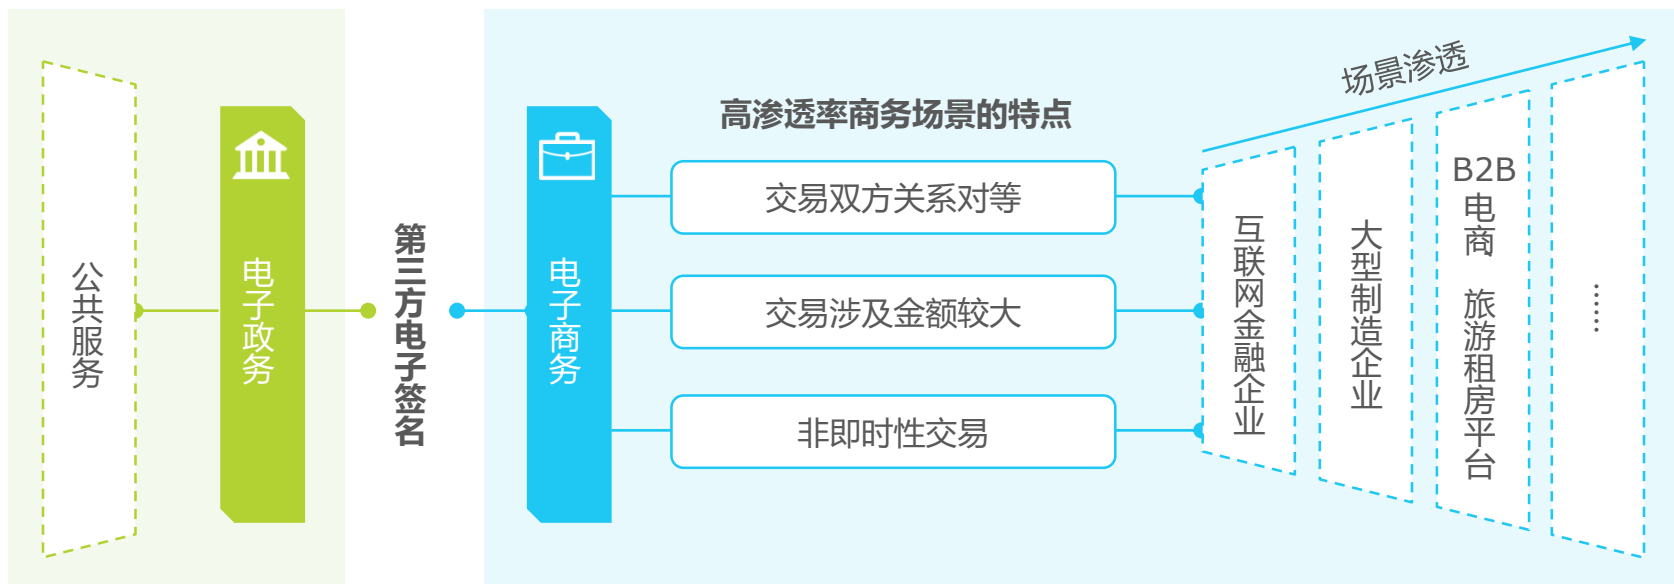 公共服务
电子政务
第三方电子签名
电子商务
高渗透率商务场景的特点
交易双方关系对等
交易涉及金额较大
非即时性交易
场景渗透
互联网金融企业
大型制造企业
B2B电商、旅游租房平台
……